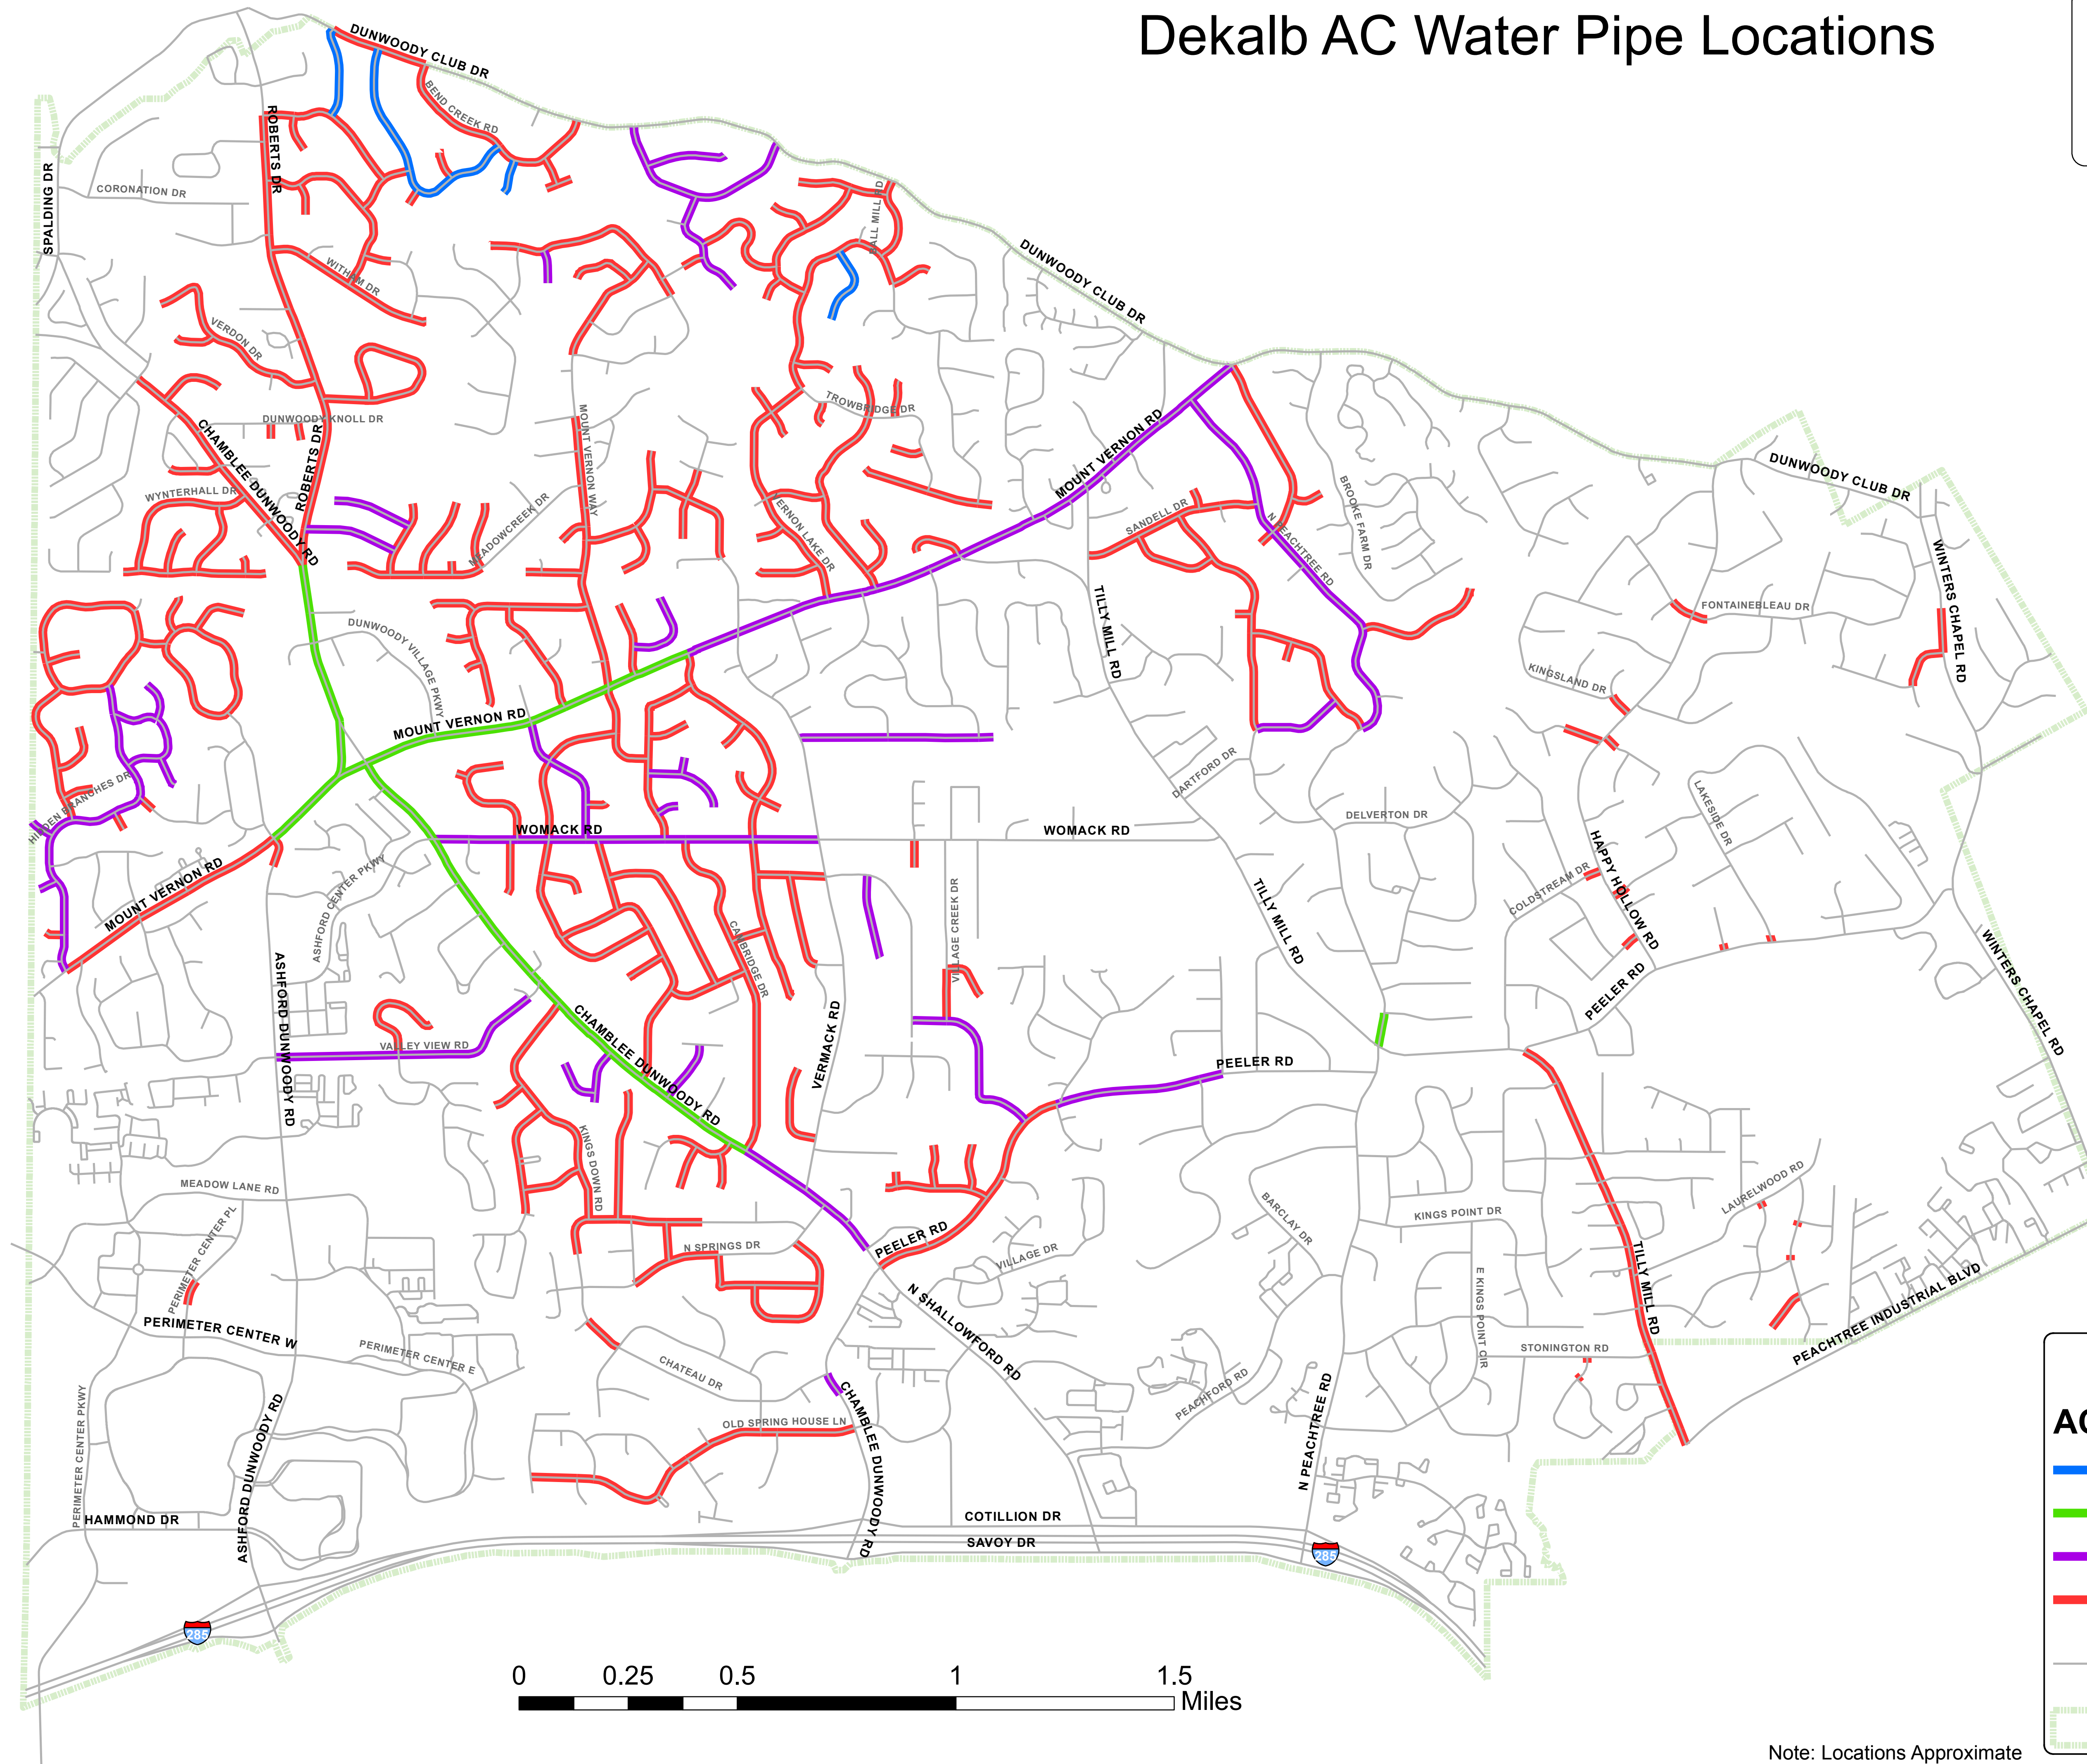 Dekalb AC Water Pipe Locations
DUNWOODY CLUB DR
BEND CREEK RD
ROBERTS DR
CORONATION DR
SPALDING DR
BALL MILL RD
DUNWOODY CLUB DR
WITHAM DR
VERDON DR
TROWBRIDGE DR
DUNWOODY KNOLL DR
CHAMBLEE DUNWOODY RD
ROBERTS DR
MOUNT VERNON WAY
MOUNT VERNON RD
DUNWOODY CLUB DR
WYNTERHALL DR
MEADOWCREEK DR
VERNON LAKE DR
SANDELL DR
N PEACHTREE RD
BROOKE FARM DR
WINTERS CHAPEL RD
TILLY MILL RD
FONTAINEBLEAU DR
DUNWOODY VILLAGE PKWY
KINGSLAND DR
MOUNT VERNON RD
HIDDEN BRANCHES DR
DARTFORD DR
LAKESIDE DR
DELVERTON DR
WOMACK RD
WOMACK RD
HAPPY HOLLOW RD
MOUNT VERNON RD
ASHFORD CENTER PKWY
COLDSTREAM DR
VILLAGE CREEK DR
TILLY MILL RD
CAMBRIDGE DR
ASHFORD DUNWOODY RD
PEELER RD
WINTERS CHAPEL RD
CHAMBLEE DUNWOODY RD
VERMACK RD
VALLEY VIEW RD
PEELER RD
KINGS DOWN RD
MEADOW LANE RD
LAURELWOOD RD
PERIMETER CENTER PL
BARCLAY DR
KINGS POINT DR
N SPRINGS DR
PEELER RD
VILLAGE DR
TILLY MILL RD
E KINGS POINT CIR
N SHALLOWFORD RD
PEACHTREE INDUSTRIAL BLVD
PERIMETER CENTER W
PERIMETER CENTER E
STONINGTON RD
CHATEAU DR
PEACHFORD RD
PERIMETER CENTER PKWY
ASHFORD DUNWOODY RD
CHAMBLEE DUNWOODY RD
OLD SPRING HOUSE LN
N PEACHTREE RD
AC
HAMMOND DR
COTILLION DR
SAVOY DR
285
285
0 0.25 0.5 1 1.5
Miles
Note: Locations Approximate